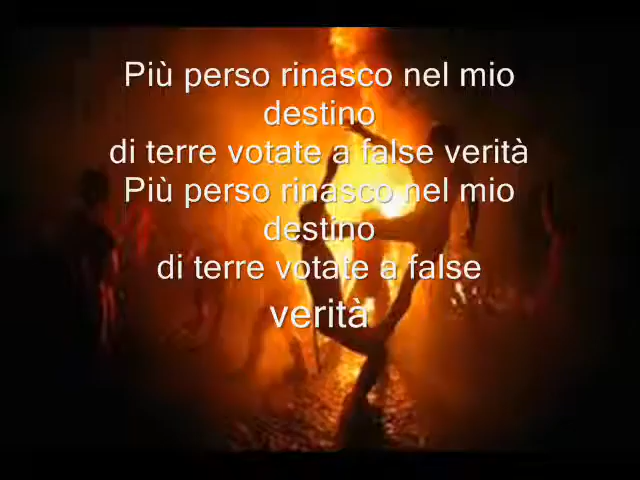 Più perso rinasco nel mio
destino
di terre votate a false verità
Più perso rinasco nel mio
destino
di terre votate a false
verità